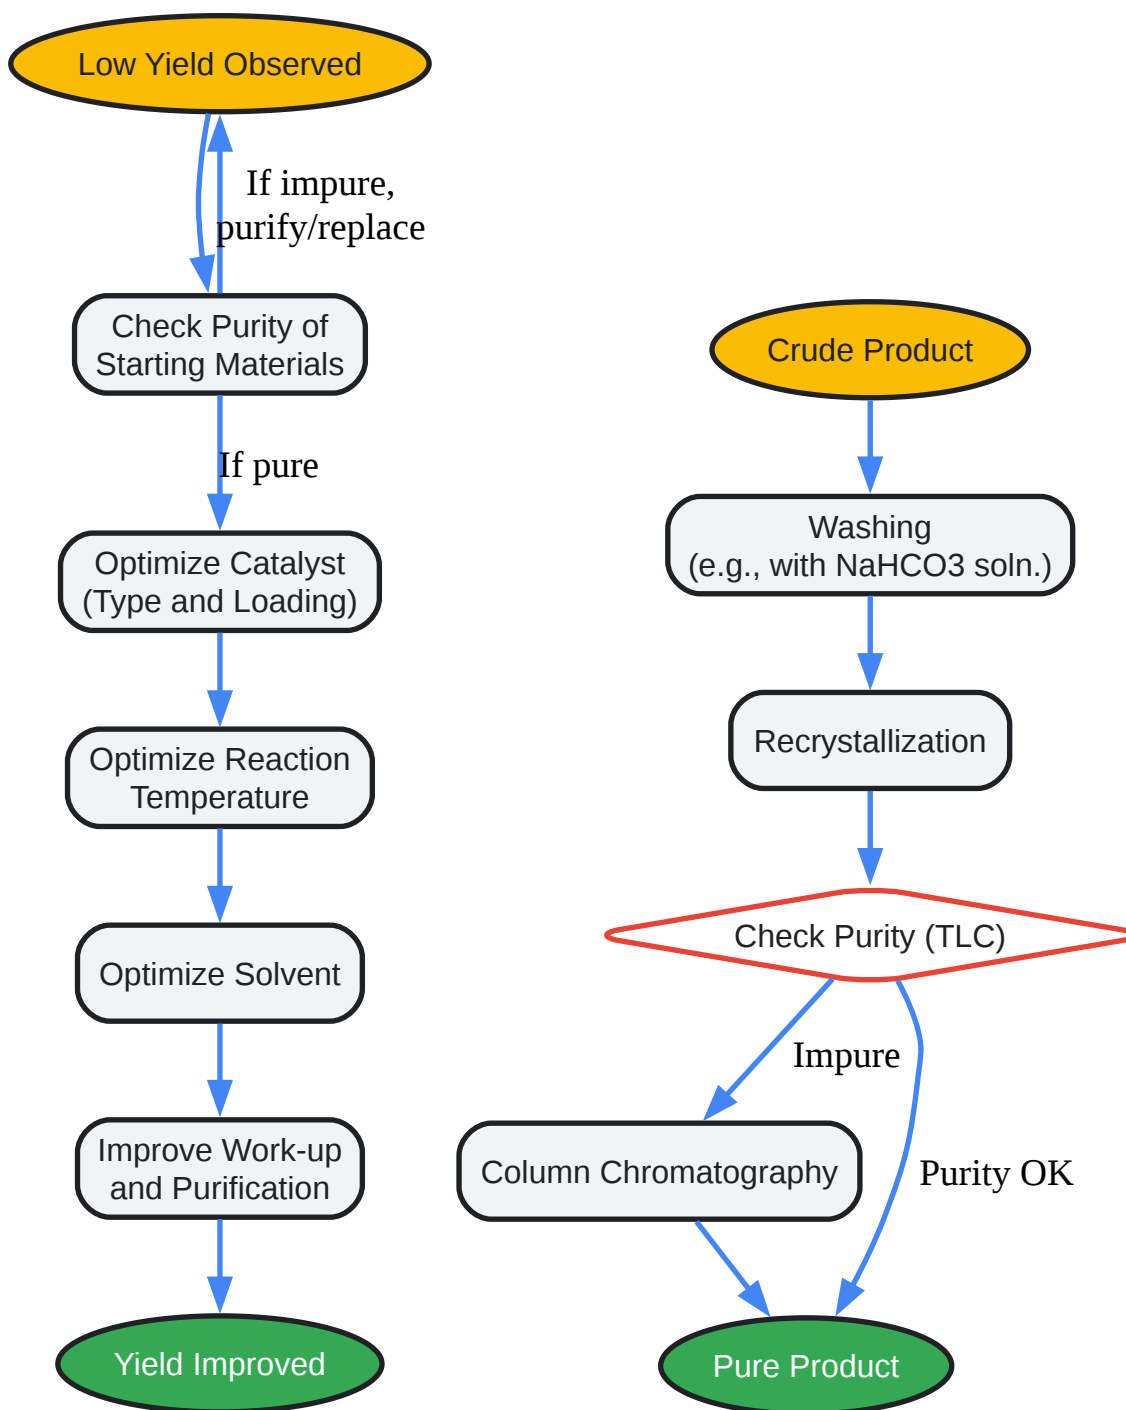 Low Yield Observed
If impure,
purify/replace
Check Purity of
Starting Materials
If pure
Optimize Catalyst
(Type and Loading)
Optimize Reaction
Temperature
Optimize Solvent
Improve Work-up
and Purification
Yield Improved
Crude Product
Washing
(e.g., with NaHCO3 soln.)
Recrystallization
Check Purity (TLC)
Impure
Column Chromatography
Purity OK
Pure Product